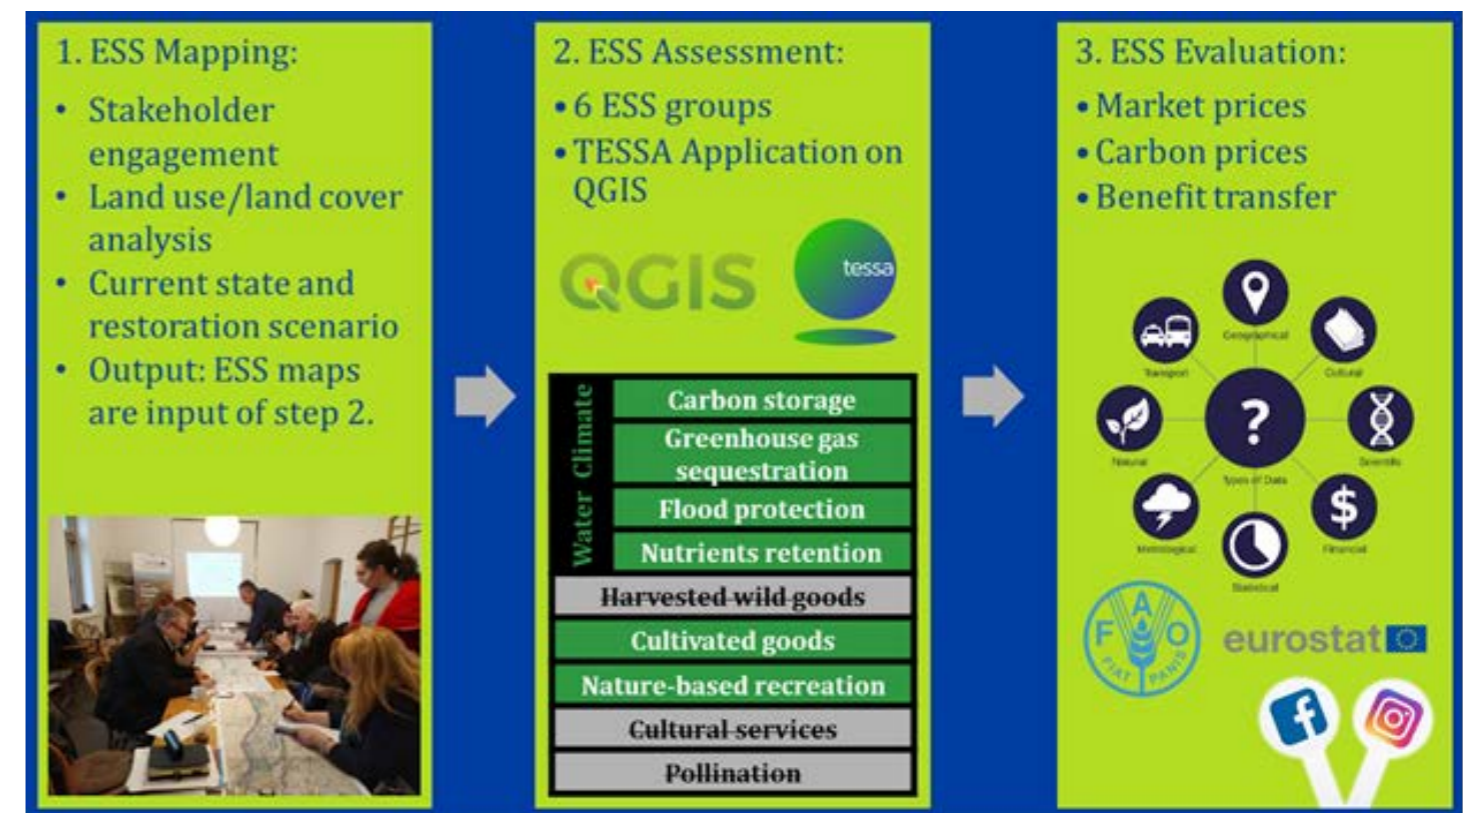 1. ESS Mapping:
• Stakeholder
engagement
• Land use/land cover
analysis
• Current state and
restoration scenario
• Output: ESS maps
are input of step 2.
2. ESS Assessment:
• 6 ESS groups
• TESSA Application on
QGIS
QGIS
tessa
Water Climate
Carbon storage
Greenhouse gas
sequestration
Flood protection
Nutrients retention
Harvested wild goods
Cultivated goods
Nature-based recreation
Cultural services
Pollination
3. ESS Evaluation:
• Market prices
• Carbon prices
• Benefit transfer
Geographical
Transport
Cultural
?
Natural
Scientific
Types of Data
$
Metrological
Financial
Statistical
F A O
FIAT PANIS
eurostat
f